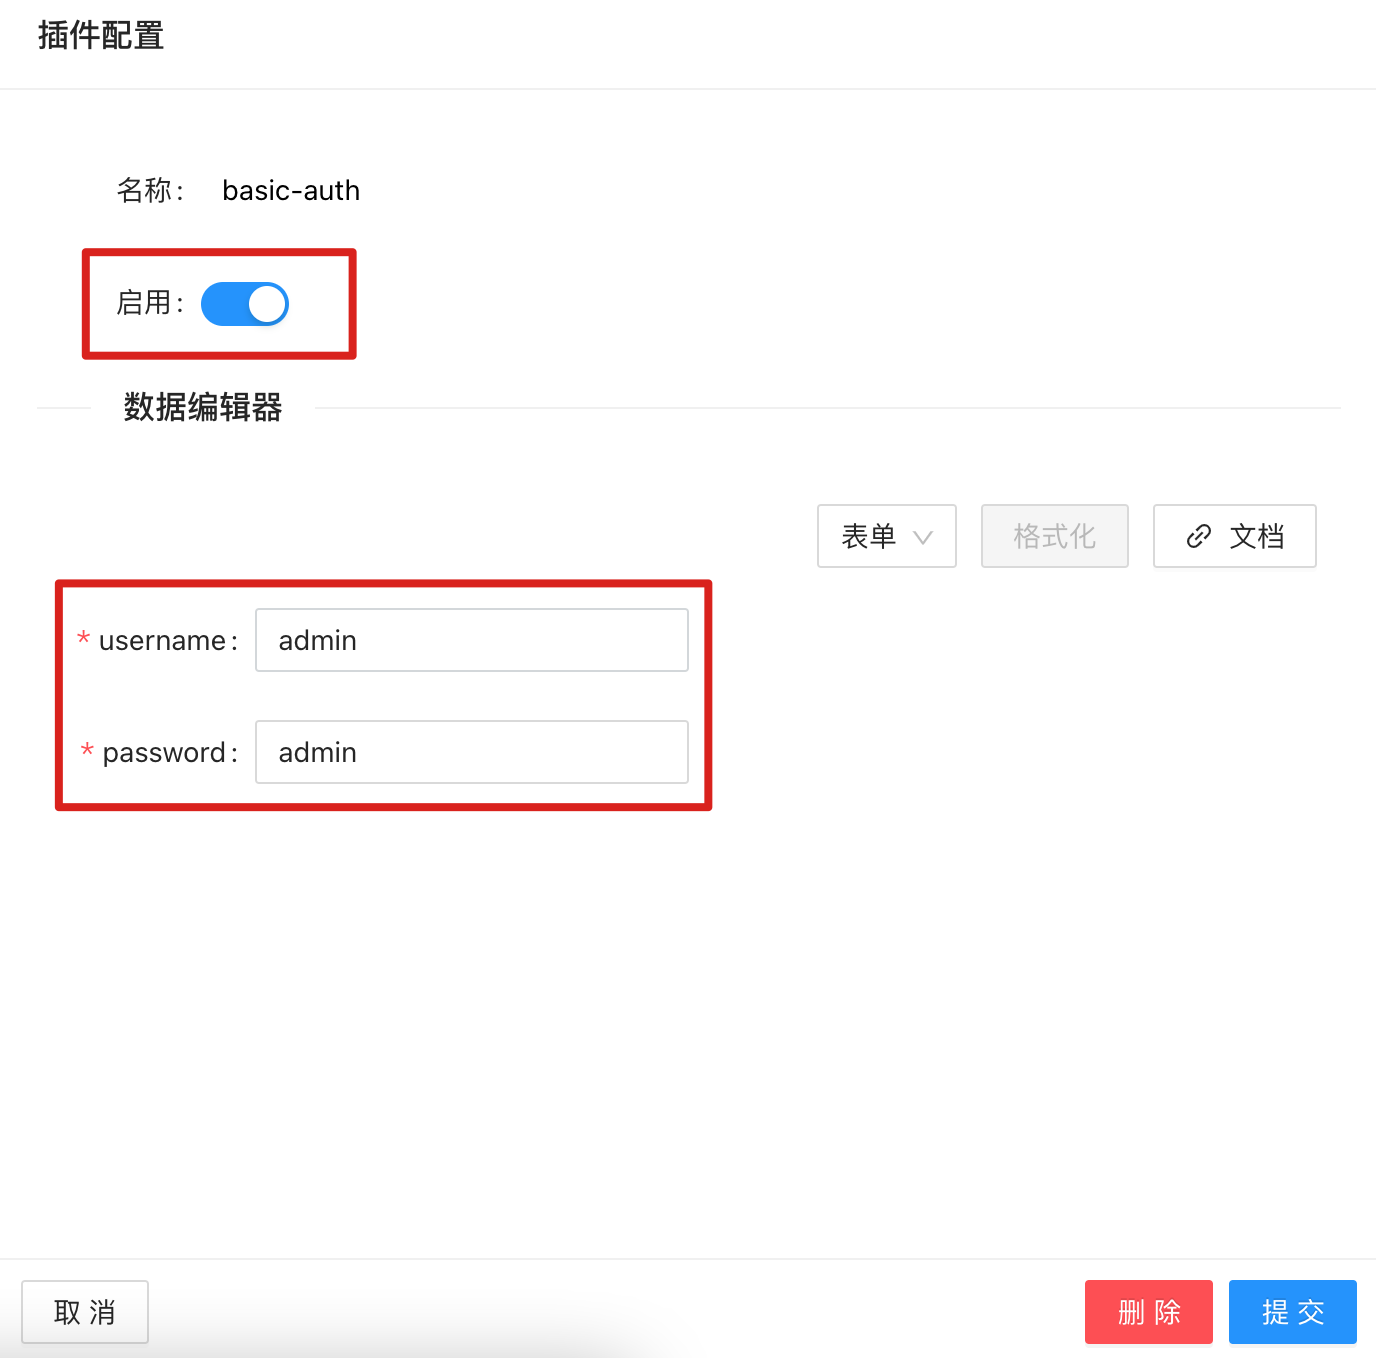 插件配置
名称： basic-auth
启用：
数据编辑器
表单 格式化 文档
* username： admin
* password： admin
取 消 删 除 提 交